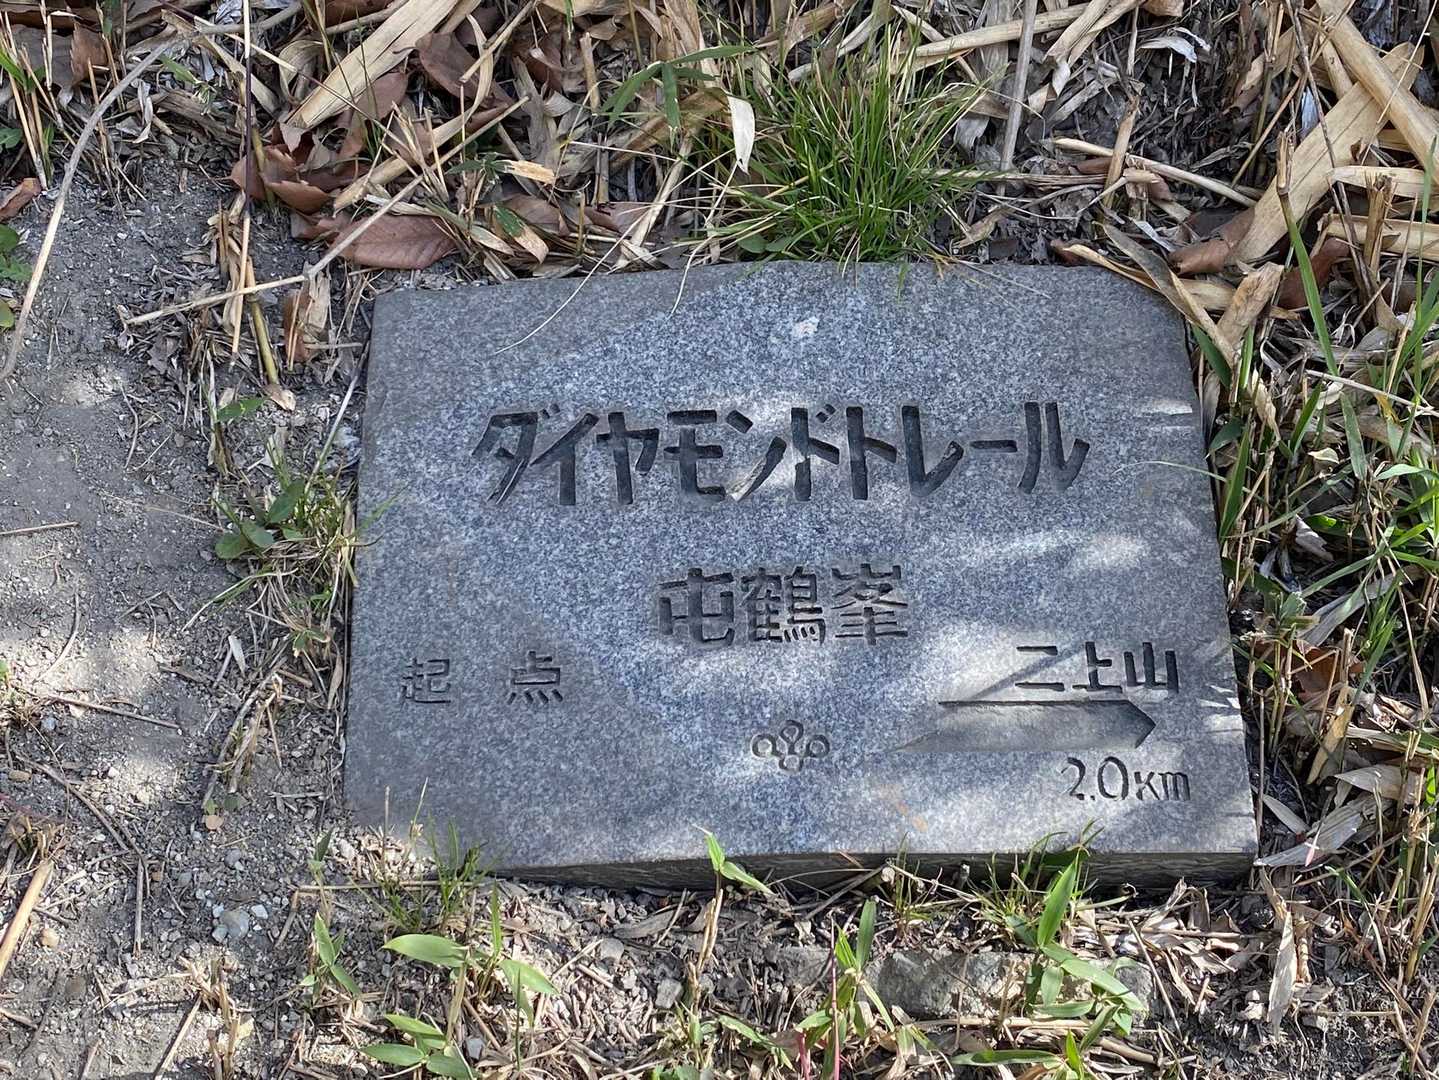 ダイヤモンドトレール
屯鶴峯
起点
二上山
2.0km